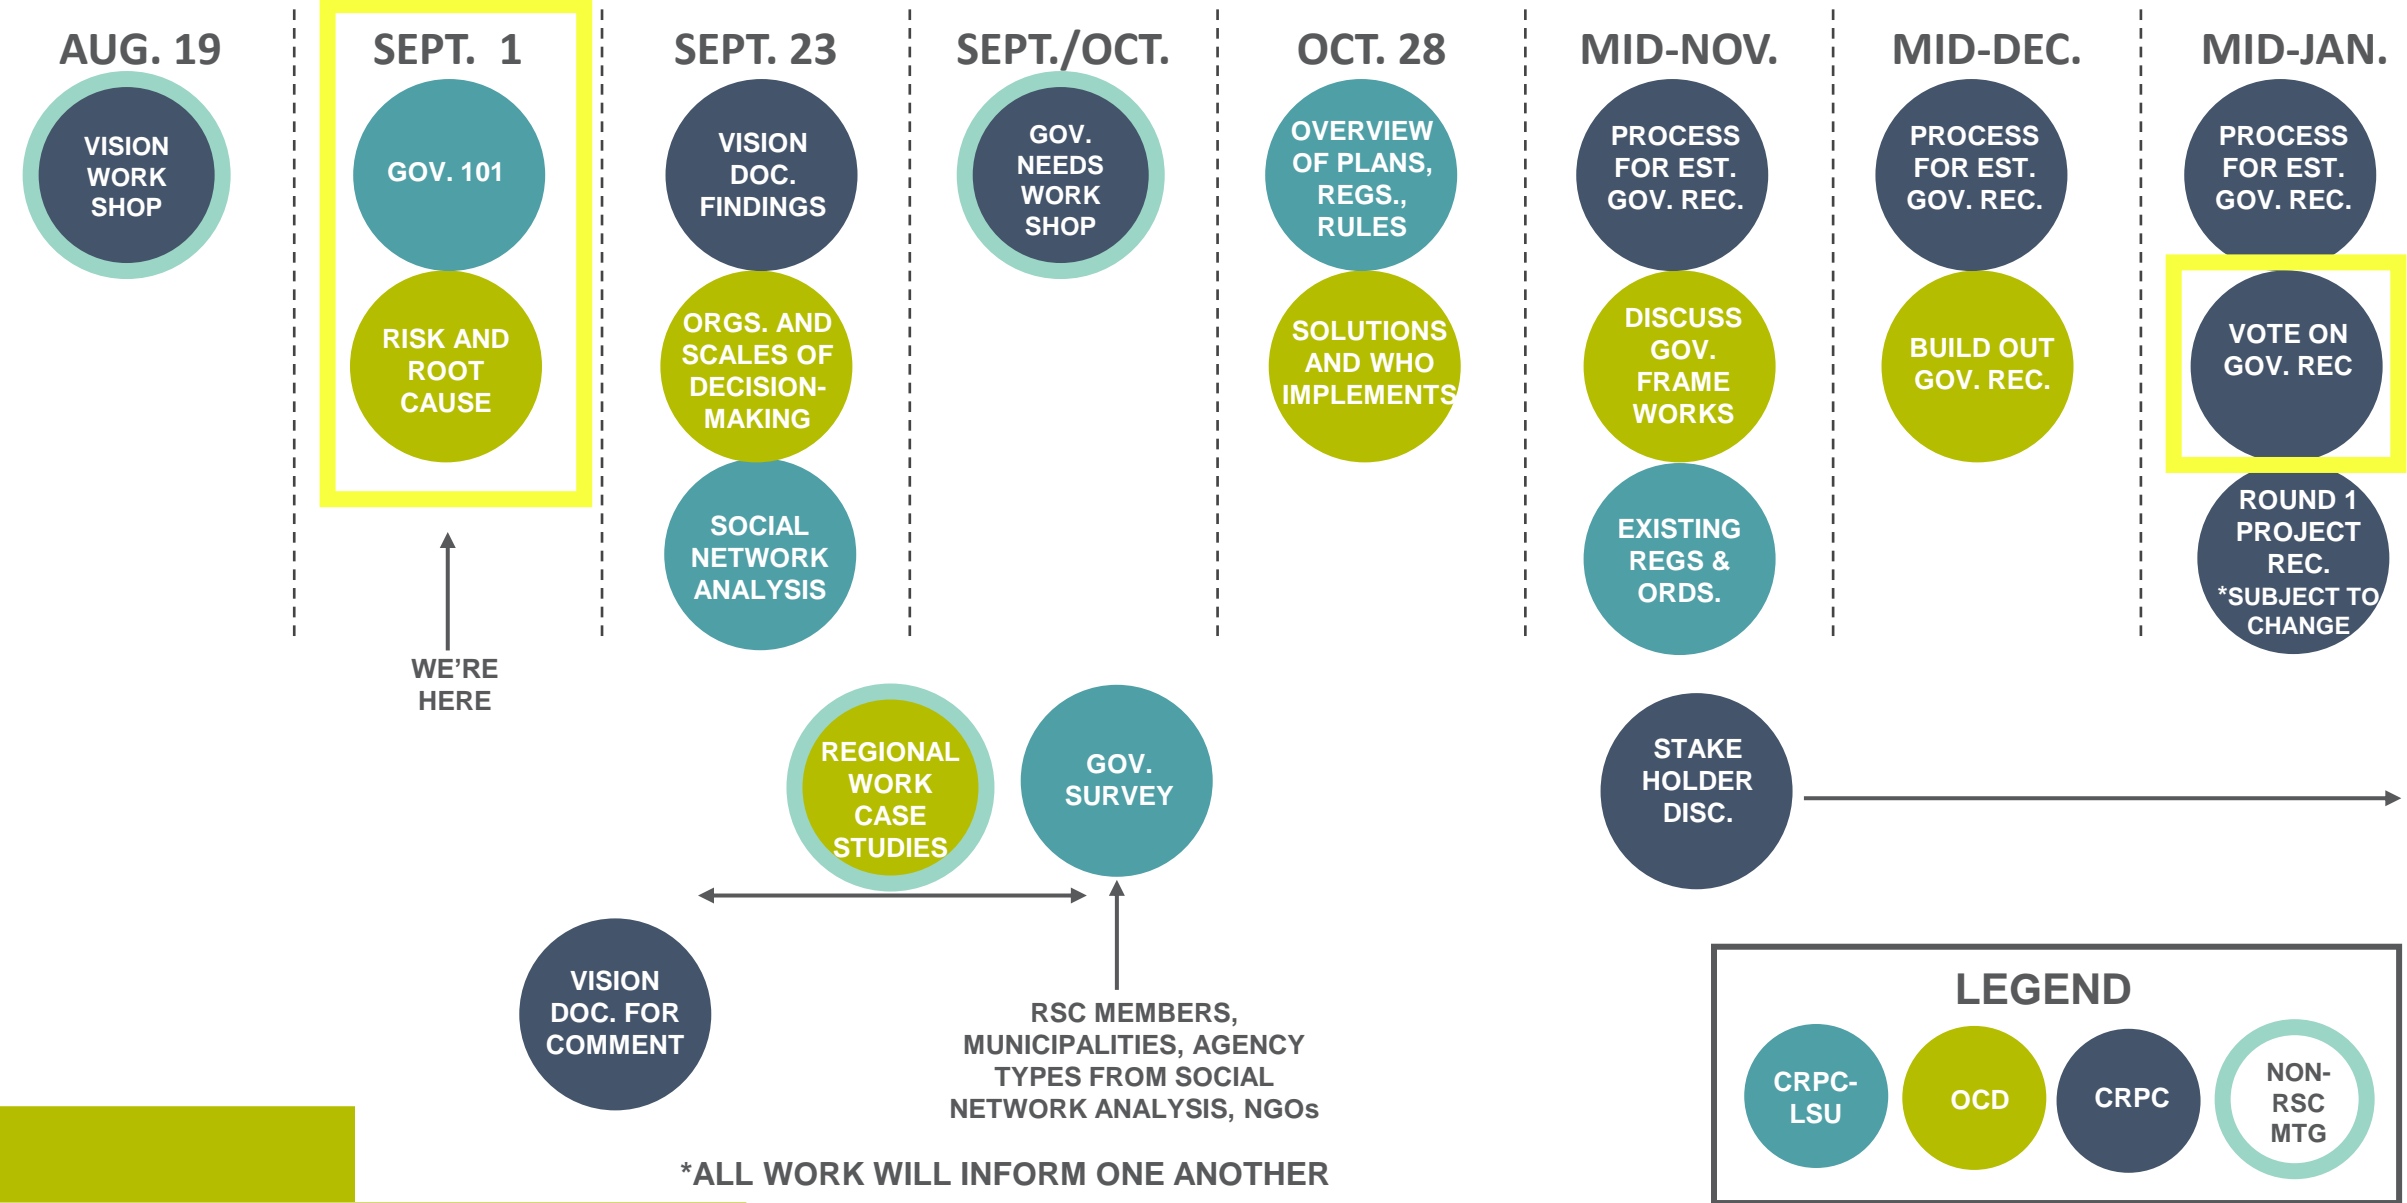 AUG. 19
VISION
WORK
SHOP
SEPT. 1
GOV. 101
RISK AND
ROOT
CAUSE
WE'RE
HERE
SEPT. 23
VISION
DOC.
FINDINGS
ORGS. AND
SCALES OF
DECISION-
MAKING
SOCIAL
NETWORK
ANALYSIS
SEPT./OCT.
GOV.
NEEDS
WORK
SHOP
OCT. 28
OVERVIEW
OF PLANS,
REGS.,
RULES
SOLUTIONS
AND WHO
IMPLEMENTS
MID-NOV.
PROCESS
FOR EST.
GOV. REC.
DISCUSS
GOV.
FRAME
WORKS
EXISTING
REGS &
ORDS.
MID-DEC.
PROCESS
FOR EST.
GOV. REC.
BUILD OUT
GOV. REC.
MID-JAN.
PROCESS
FOR EST.
GOV. REC.
VOTE ON
GOV. REC
ROUND 1
PROJECT
REC.
*SUBJECT TO
CHANGE
REGIONAL
WORK
CASE
STUDIES
GOV.
SURVEY
STAKE
HOLDER
DISC.
VISION
DOC. FOR
COMMENT
RSC MEMBERS,
MUNICIPALITIES, AGENCY
TYPES FROM SOCIAL
NETWORK ANALYSIS, NGOs
*ALL WORK WILL INFORM ONE ANOTHER
LEGEND
CRPC-
LSU
OCD
CRPC
NON-
RSC
MTG